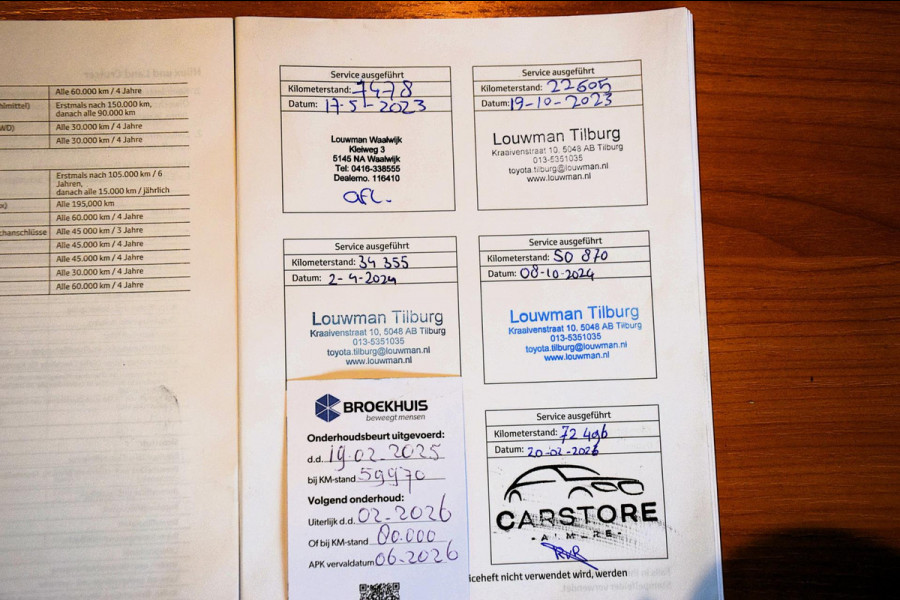 Alle 60.000 km / 4 Jahre
Erstmals nach 150.000 km,
danach alle 90.000 km
Alle 30.000 km / 4 Jahre
Alle 30.000 km / 4 Jahre
Erstmals nach 105.000 km / 6
Jahren,
danach alle 15.000 km / jährlich
Alle 195,000 km
Alle 60.000 km / 4 Jahre
chanschlüsse Alle 45.000 km / 3 Jahre
Alle 45.000 km / 4 Jahre
Alle 45.000 km / 4 Jahre
Alle 30.000 km / 4 Jahre
Alle 60.000 km / 4 Jahre
Service ausgeführt
Kilometerstand: 7478
Datum: 17-51-2023
Louwman Waalwijk
Kleiweg 3
5145 NA Waalwijk
Tel: 0416-338555
Dealerno. 116410
afl.
Service ausgeführt
Kilometerstand: 22605
Datum: 19-10-2023
Louwman Tilburg
Kraaivenstraat 10, 5048 AB Tilburg
013-5351035
toyota.tilburg@louwman.nl
www.louwman.nl
Service ausgeführt
Kilometerstand: 34 355
Datum: 2-4-2024
Louwman Tilburg
Kraaivenstraat 10, 5048 AB Tilburg
013-5351035
toyota.tilburg@louwman.nl
www.louwman.nl
Service ausgeführt
Kilometerstand: 50 870
Datum: 08-10-2024
Louwman Tilburg
Kraaivenstraat 10, 5048 AB Tilburg
013-5351035
toyota.tilburg@louwman.nl
www.louwman.nl
BROEKHUIS
beweegt mensen
Onderhoudsbeurt uitgevoerd:
d.d. 19-02-2025
bij KM-stand 59970
Volgend onderhoud:
Uiterlijk d.d. 02-2026
Of bij KM-stand 80.000
APK vervaldatum 06-2026
Service ausgeführt
Kilometerstand: 72 496
Datum: 20-02-2026
CARSTORE
- ALMERE -
iceheft nicht verwendet wird, werden